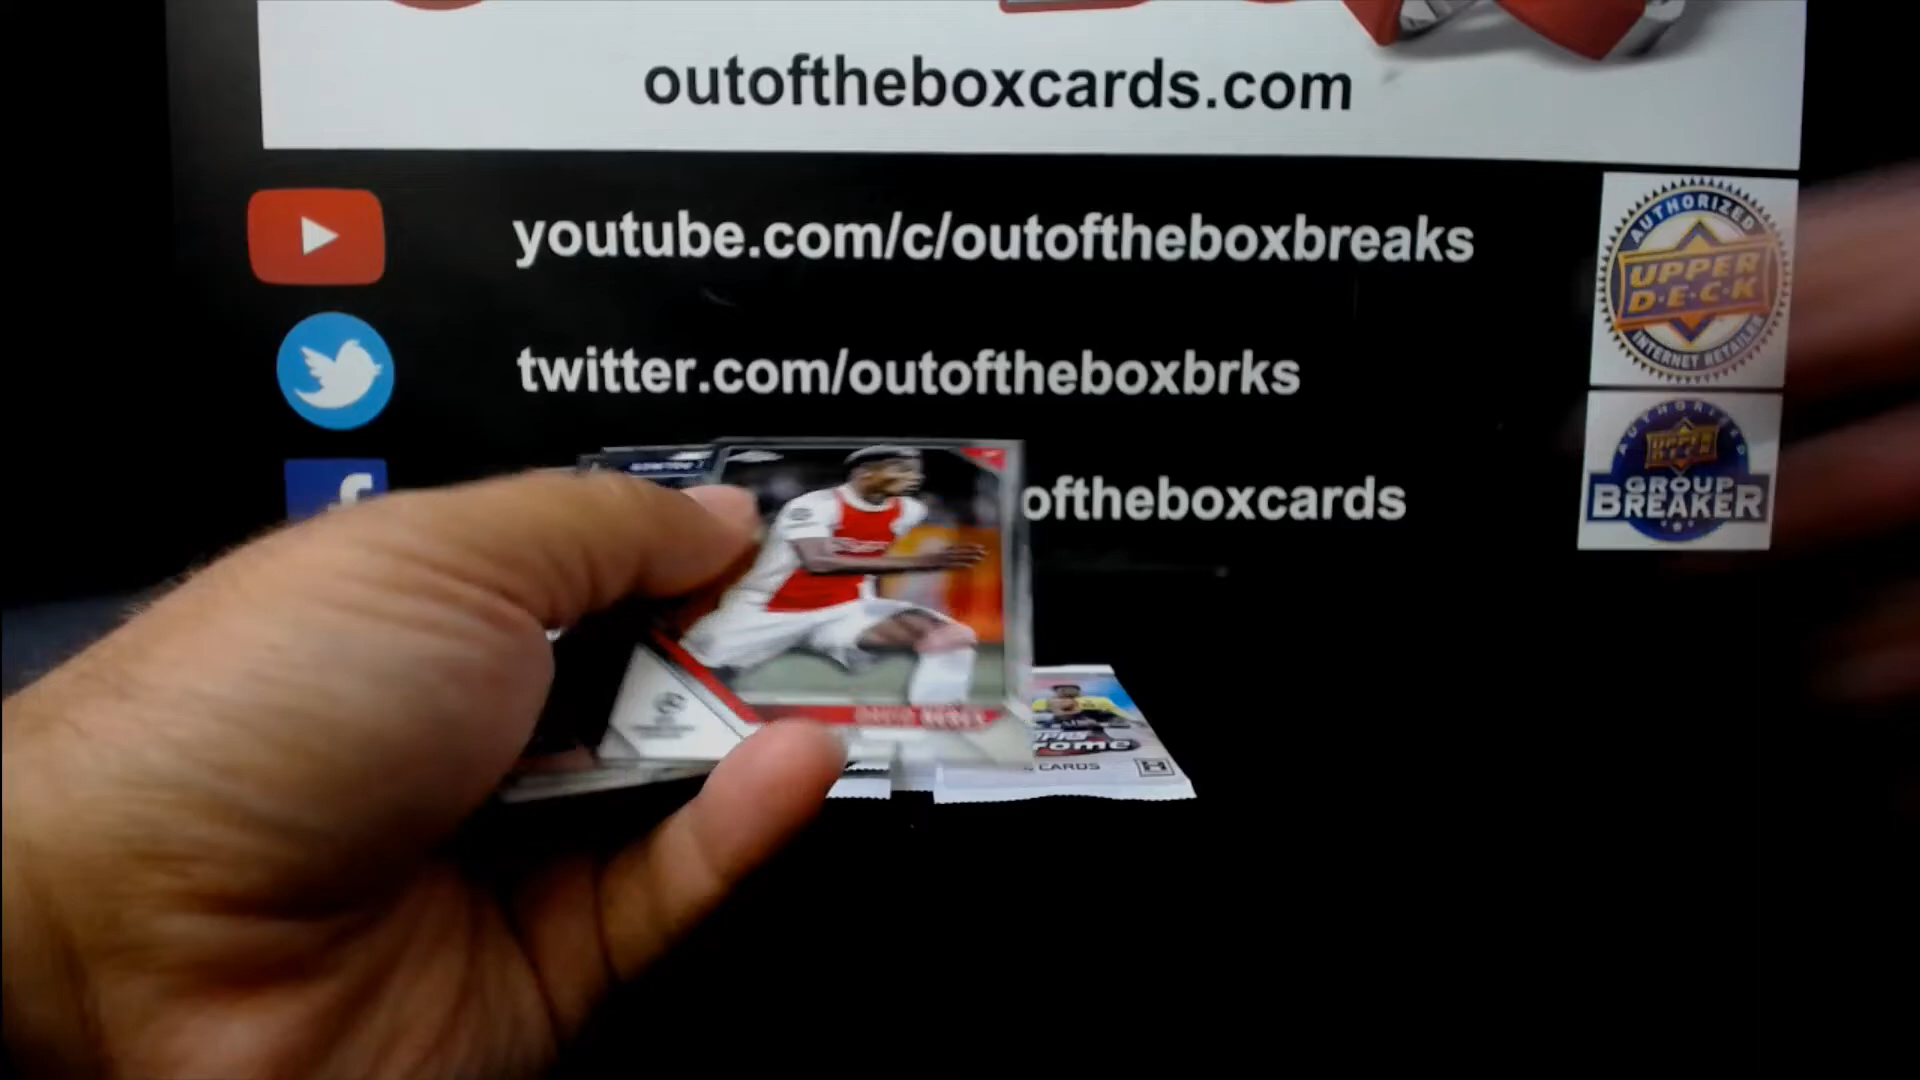 outoftheboxcards.com
youtube.com/c/outoftheboxbreaks
twitter.com/outoftheboxbrks
oftheboxcards
AUTHORIZED
UPPER
D·E·C·K
INTERNET RETAILER
AUTHORIZED
UPPER
DECK
GROUP
BREAKER
CARDS